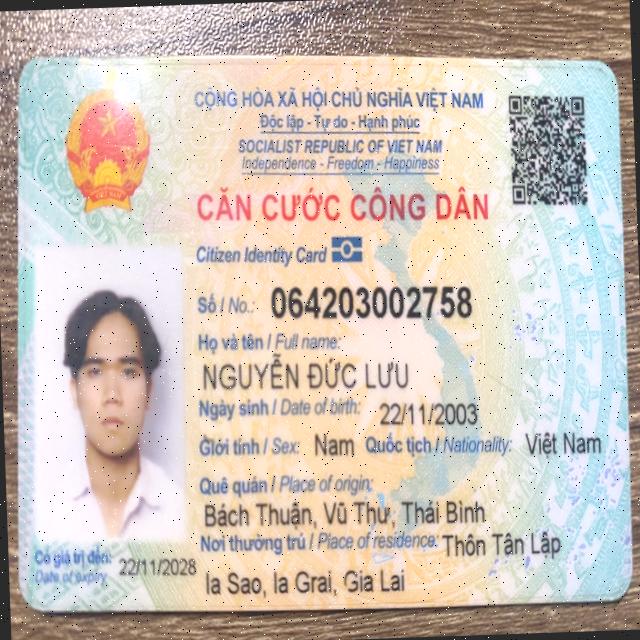 CỘNG HÒA XÃ HỘI CHỦ NGHĨA VIỆT NAM
Độc lập - Tự do - Hạnh phúc
SOCIALIST REPUBLIC OF VIET NAM
Independence - Freedom - Happiness
CĂN CƯỚC CÔNG DÂN
Citizen Identity Card
Số / No.: 064203002758
Họ và tên / Full name:
NGUYỄN ĐỨC LƯU
Ngày sinh / Date of birth: 22/11/2003
Giới tính / Sex: Nam Quốc tịch / Nationality: Việt Nam
Quê quán / Place of origin:
Bách Thuận, Vũ Thư, Thái Bình
Nơi thường trú / Place of residence: Thôn Tân Lập
Ia Sao, Ia Grai, Gia Lai
Có giá trị đến: 22/11/2028
Date of expiry